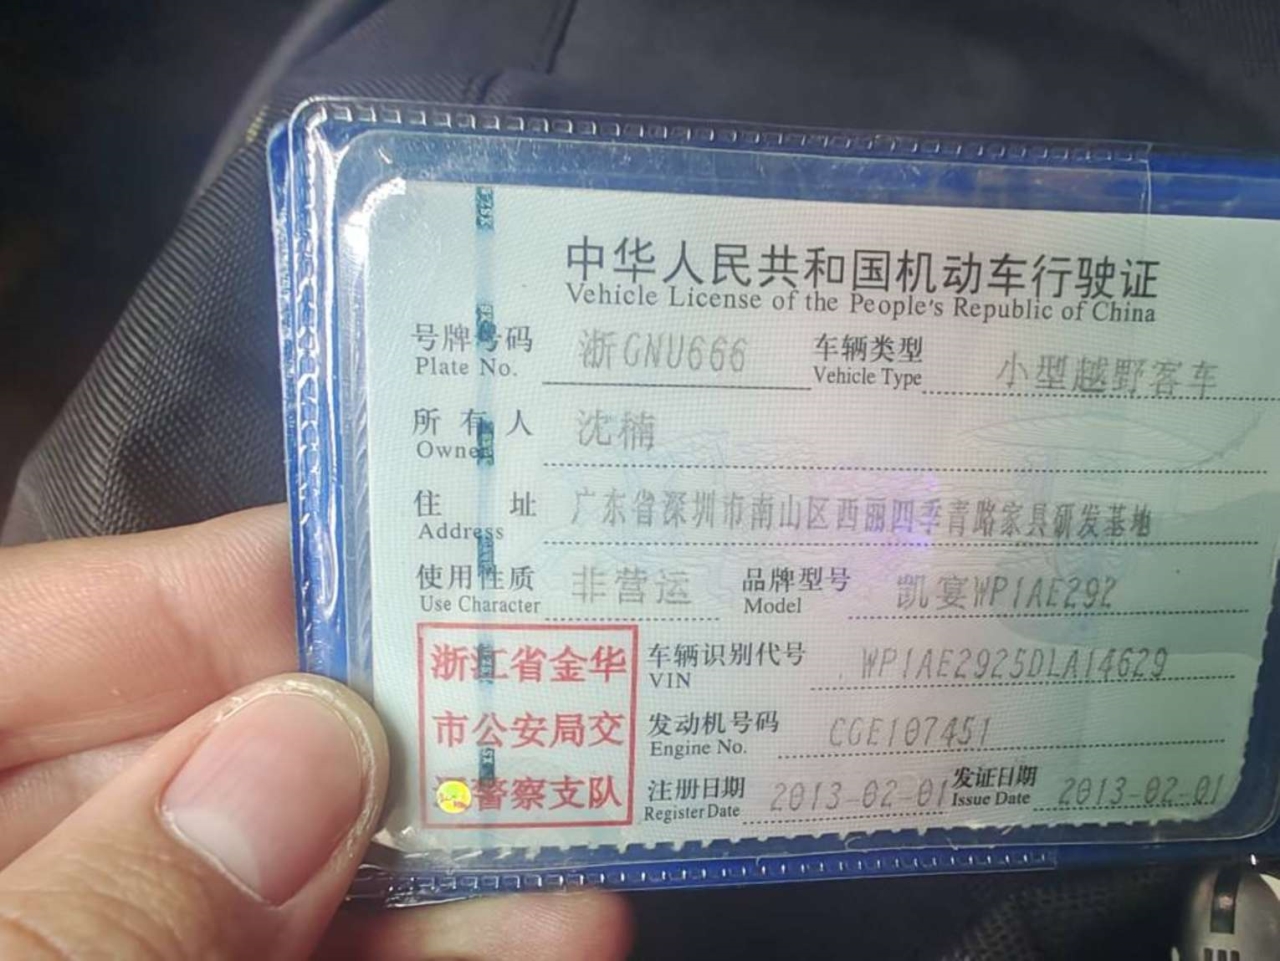 中华人民共和国机动车行驶证
Vehicle License of the People's Republic of China
号牌号码 浙GNU666 车辆类型 小型越野客车
Plate No. Vehicle Type
所有人 沈楠
Owner
住址 广东省深圳市南山区西丽四季青路家具研发基地
Address
使用性质 非营运 品牌型号 凯宴WP1AE292
Use Character Model
浙江省金华
市公安局交
通警察支队
车辆识别代号 WP1AE2925DLA14629
VIN
发动机号码 CGE107451
Engine No.
注册日期 2013-02-01 发证日期 2013-02-01
Register Date Issue Date